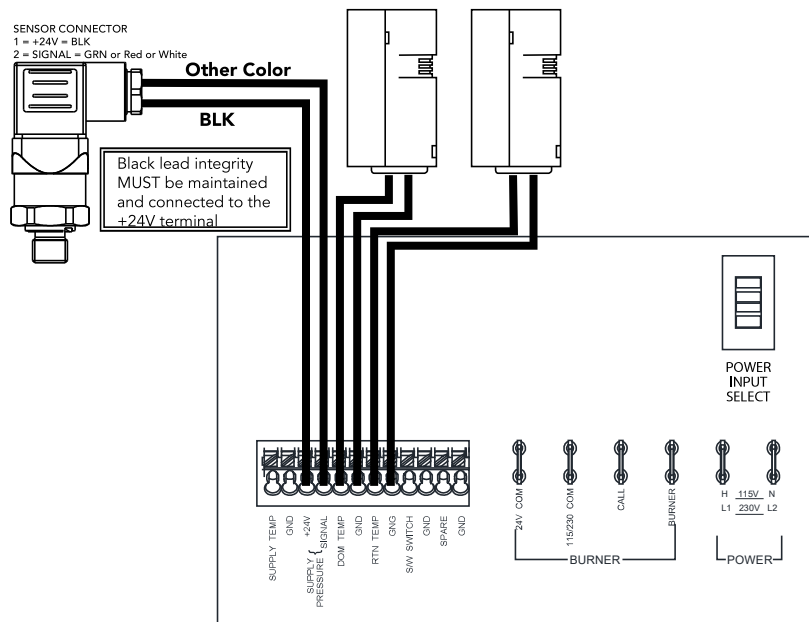 SENSOR CONNECTOR
1 = +24V = BLK
2 = SIGNAL = GRN or Red or White
Other Color
BLK
Black lead integrity
MUST be maintained
and connected to the
+24V terminal
POWER
INPUT
SELECT
SUPPLY TEMP
GND
+24V
SIGNAL
SUPPLY {
PRESSURE {
DOM TEMP
GND
RTN TEMP
GNG
S/W SWITCH
GND
SPARE
GND
24V COM
115/230 COM
CALL
BURNER
BURNER
H 115V N
L1 230V L2
POWER